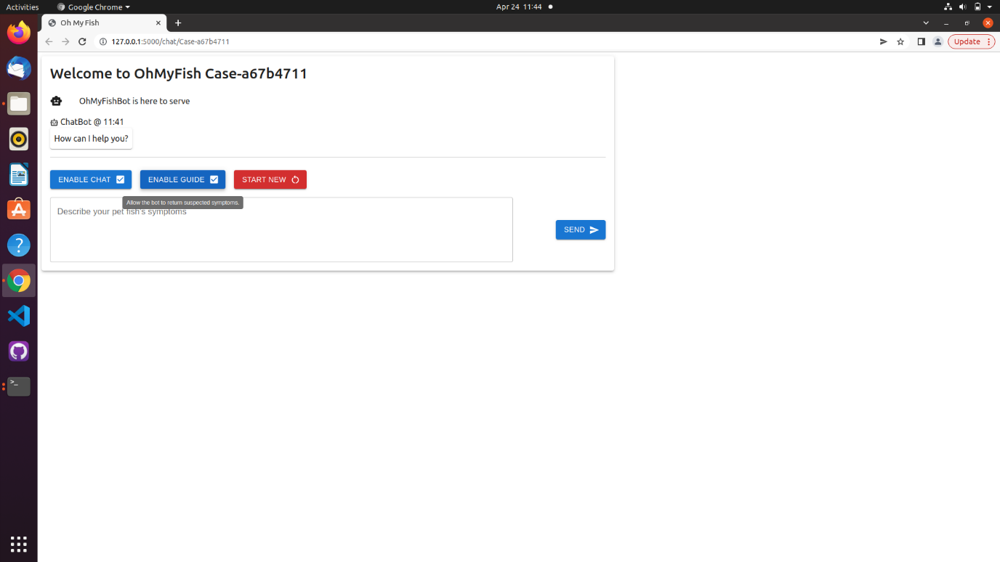 Activities
Google Chrome
Apr 24 11:44
Oh My Fish
127.0.0.1:5000/chat/Case-a67b4711
Update
Welcome to OhMyFish Case-a67b4711
OhMyFishBot is here to serve
ChatBot @ 11:41
How can I help you?
ENABLE CHAT
ENABLE GUIDE
START NEW
Allow the bot to return suspected symptoms.
Describe your pet fish's symptoms
SEND